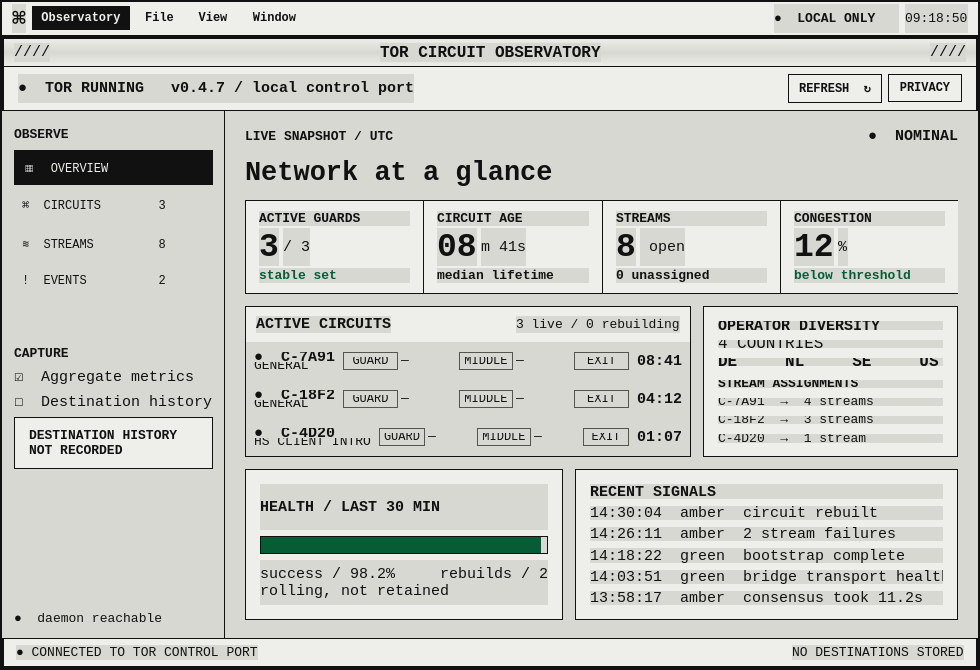 ⌘ Observatory File View Window ● LOCAL ONLY 09:18:50
//// TOR CIRCUIT OBSERVATORY ////
● TOR RUNNING v0.4.7 / local control port REFRESH ↻ PRIVACY
OBSERVE
▥ OVERVIEW
⌘ CIRCUITS 3
≋ STREAMS 8
! EVENTS 2
CAPTURE
☑ Aggregate metrics
☐ Destination history
DESTINATION HISTORY
NOT RECORDED
● daemon reachable
LIVE SNAPSHOT / UTC ● NOMINAL
Network at a glance
ACTIVE GUARDS
3 / 3
stable set
CIRCUIT AGE
08 m 41s
median lifetime
STREAMS
8 open
0 unassigned
CONGESTION
12 %
below threshold
ACTIVE CIRCUITS 3 live / 0 rebuilding
● C-7A91 GUARD — MIDDLE — EXIT 08:41
GENERAL
● C-18F2 GUARD — MIDDLE — EXIT 04:12
GENERAL
● C-4D20 GUARD — MIDDLE — EXIT 01:07
HS CLIENT INTRO
OPERATOR DIVERSITY
4 COUNTRIES
DE NL SE US
STREAM ASSIGNMENTS
C-7A91 → 4 streams
C-18F2 → 3 streams
C-4D20 → 1 stream
HEALTH / LAST 30 MIN
success / 98.2% rebuilds / 2
rolling, not retained
RECENT SIGNALS
14:30:04 amber circuit rebuilt
14:26:11 amber 2 stream failures
14:18:22 green bootstrap complete
14:03:51 green bridge transport health
13:58:17 amber consensus took 11.2s
● CONNECTED TO TOR CONTROL PORT NO DESTINATIONS STORED